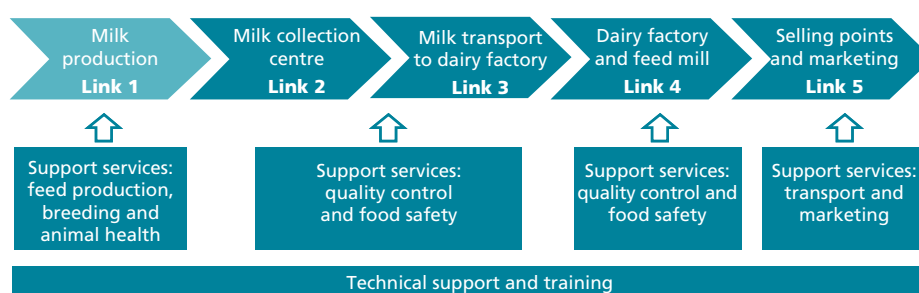 Milk
production
Link 1
Milk collection
centre
Link 2
Milk transport
to dairy factory
Link 3
Dairy factory
and feed mill
Link 4
Selling points
and marketing
Link 5
Support services:
feed production,
breeding and
animal health
Support services:
quality control
and food safety
Support services:
quality control and
food safety
Support services:
transport and
marketing
Technical support and training